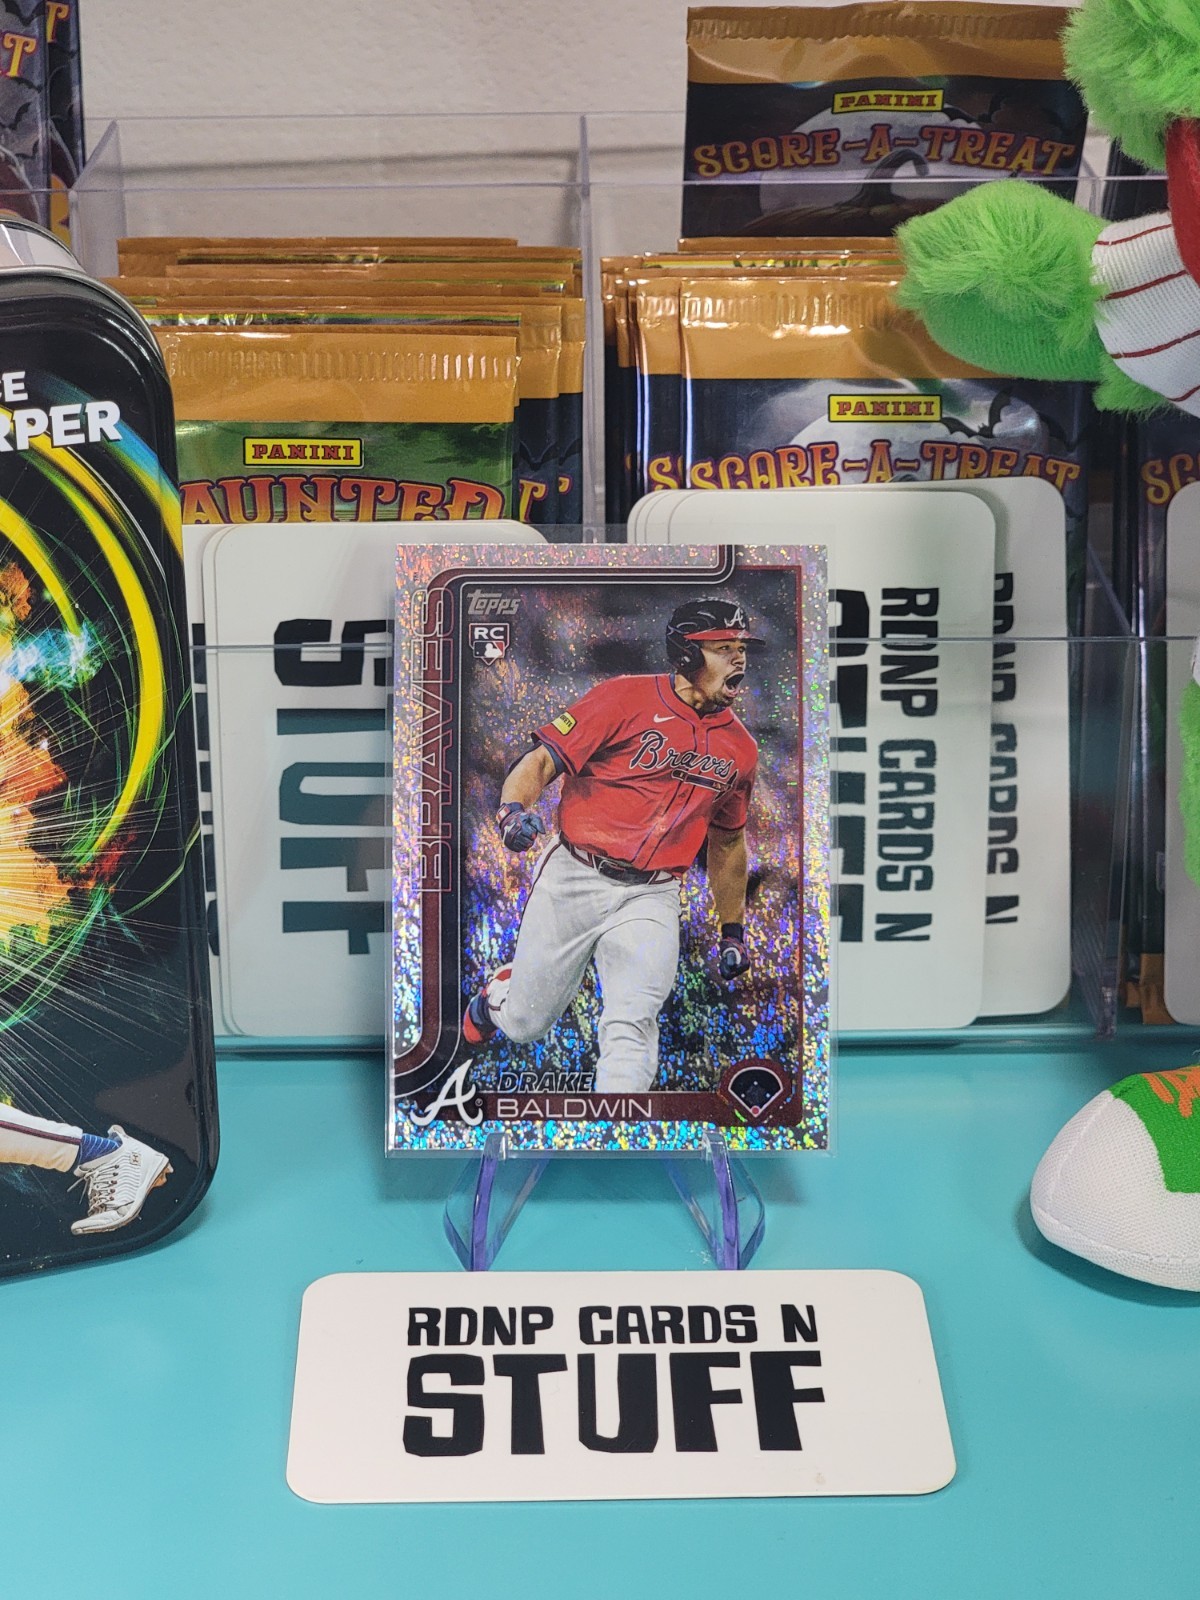 T
PANINI
SCORE-A-TREAT
RPER
PANINI
AUNTED
T'
PANINI
SCORE-A-TREAT
STUFF
RDNP CARDS N
RDNP CARDS N
Topps
RC
BRAVES
A
Braves
A
DRAKE
BALDWIN
RDNP CARDS N
STUFF